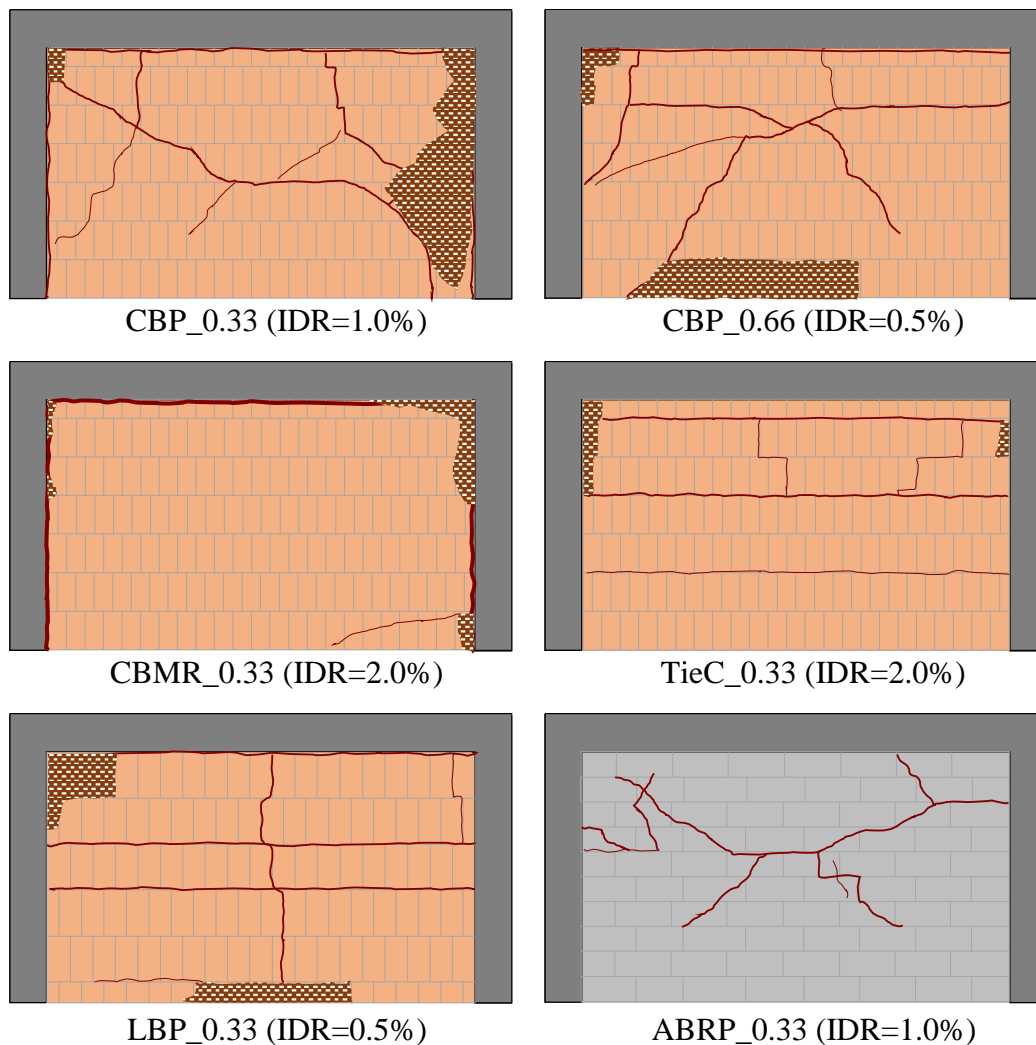 CBP_0.33 (IDR=1.0%)
CBP_0.66 (IDR=0.5%)
CBMR_0.33 (IDR=2.0%)
TieC_0.33 (IDR=2.0%)
LBP_0.33 (IDR=0.5%)
ABRP_0.33 (IDR=1.0%)